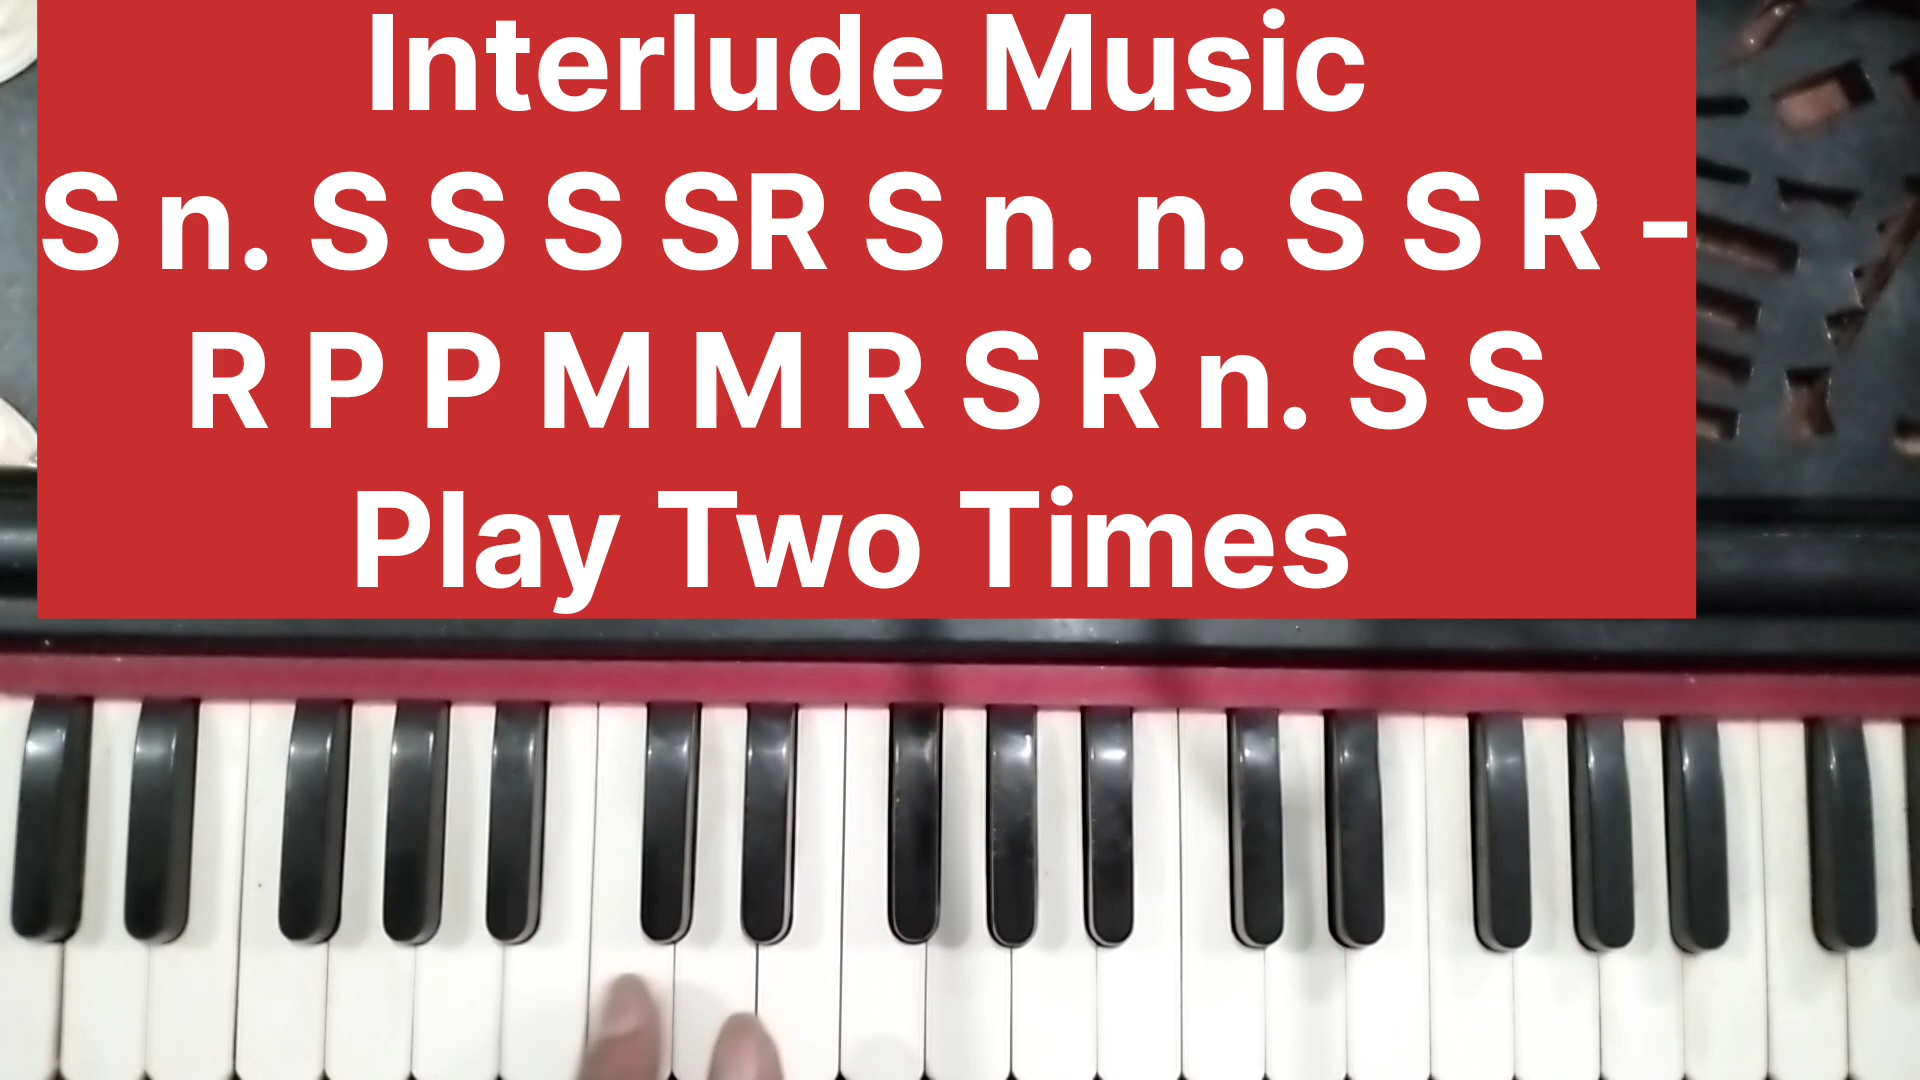 Interlude Music
S n. S S S SR S n. n. S S R -
R P P M M R S R n. S S
Play Two Times